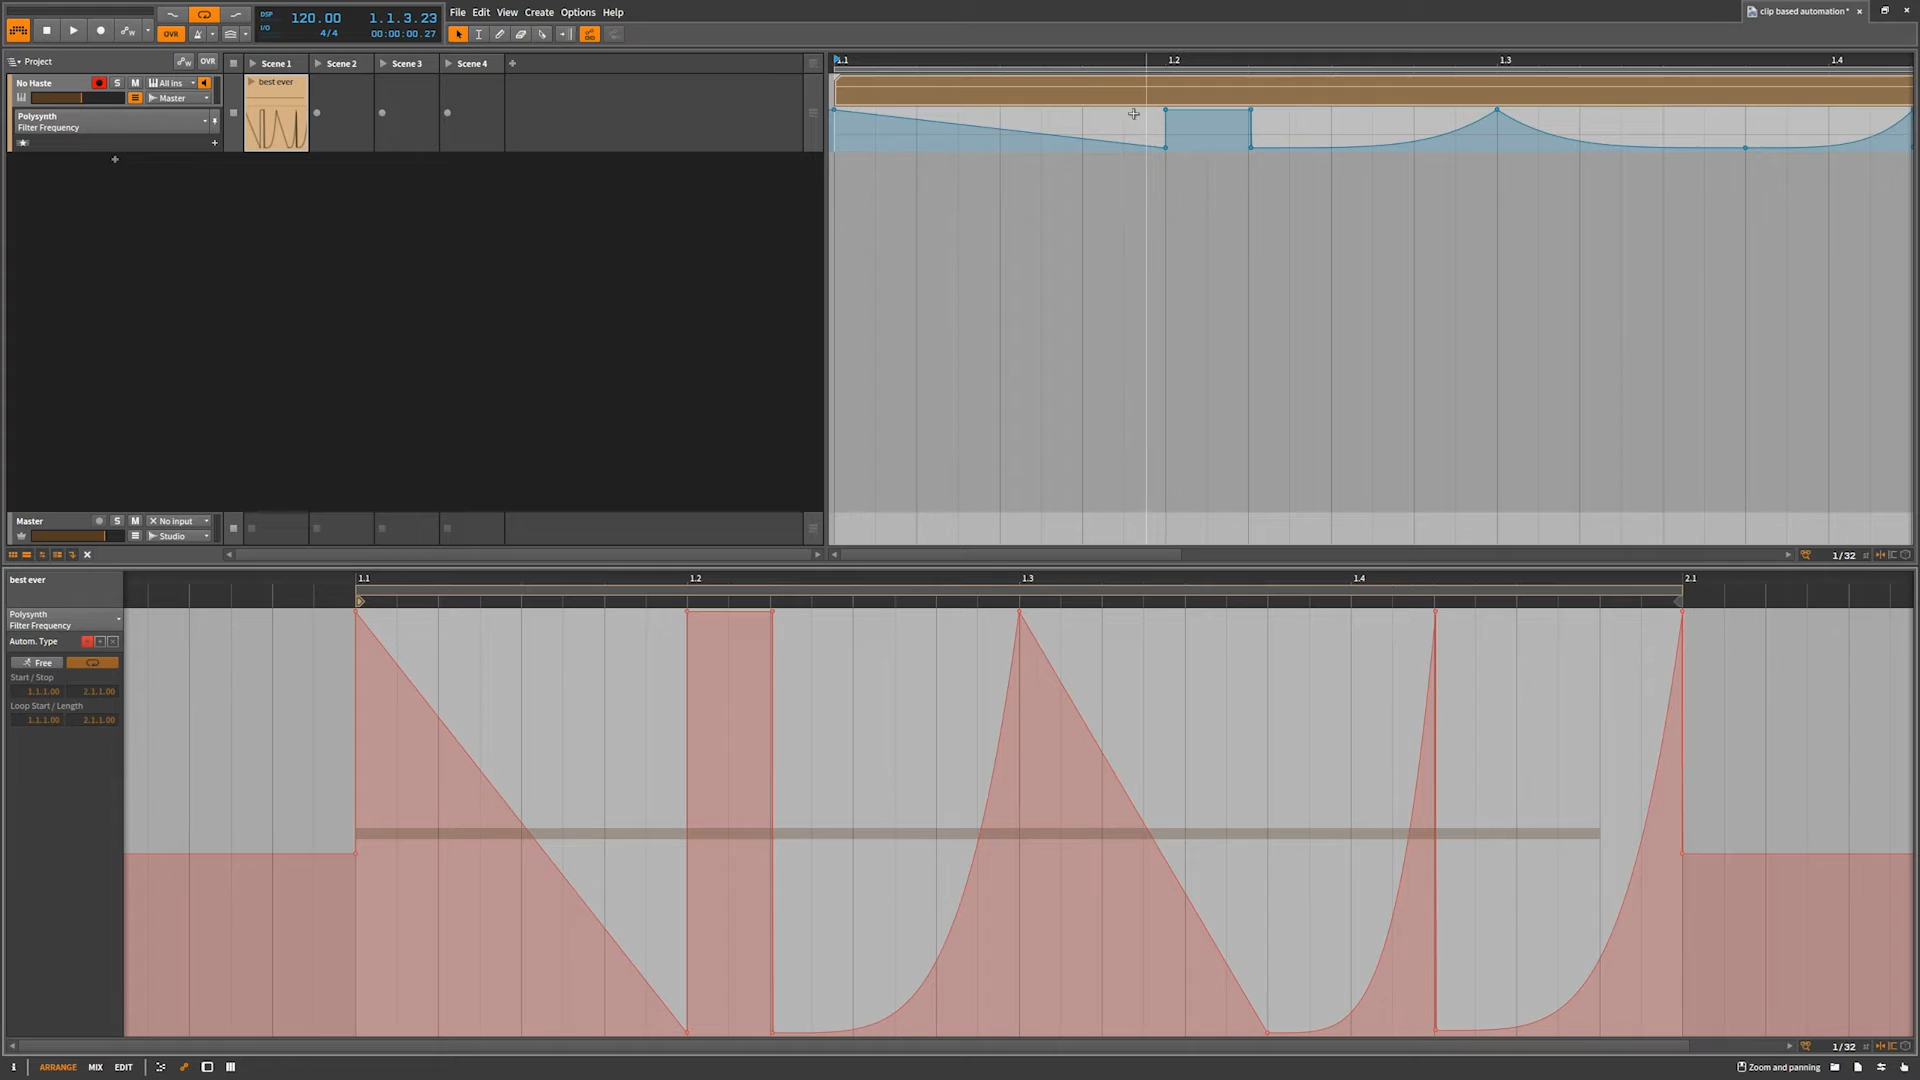 DSP
I/O
120.00
4/4
1.1.3.23
00:00:00.27
File Edit View Create Options Help
clip based automation*
OVR
Project
OVR
Scene 1
Scene 2
Scene 3
Scene 4
1.1
1.2
1.3
1.4
No Haste
S
M
All ins
Master
best ever
Polysynth
Filter Frequency
Master
S
M
No input
Studio
1/32
best ever
1.1
1.2
1.3
1.4
2.1
Polysynth
Filter Frequency
Autom. Type
Free
Start / Stop
1.1.1.00
2.1.1.00
Loop Start / Length
1.1.1.00
2.1.1.00
1/32
i
ARRANGE
MIX
EDIT
Zoom and panning